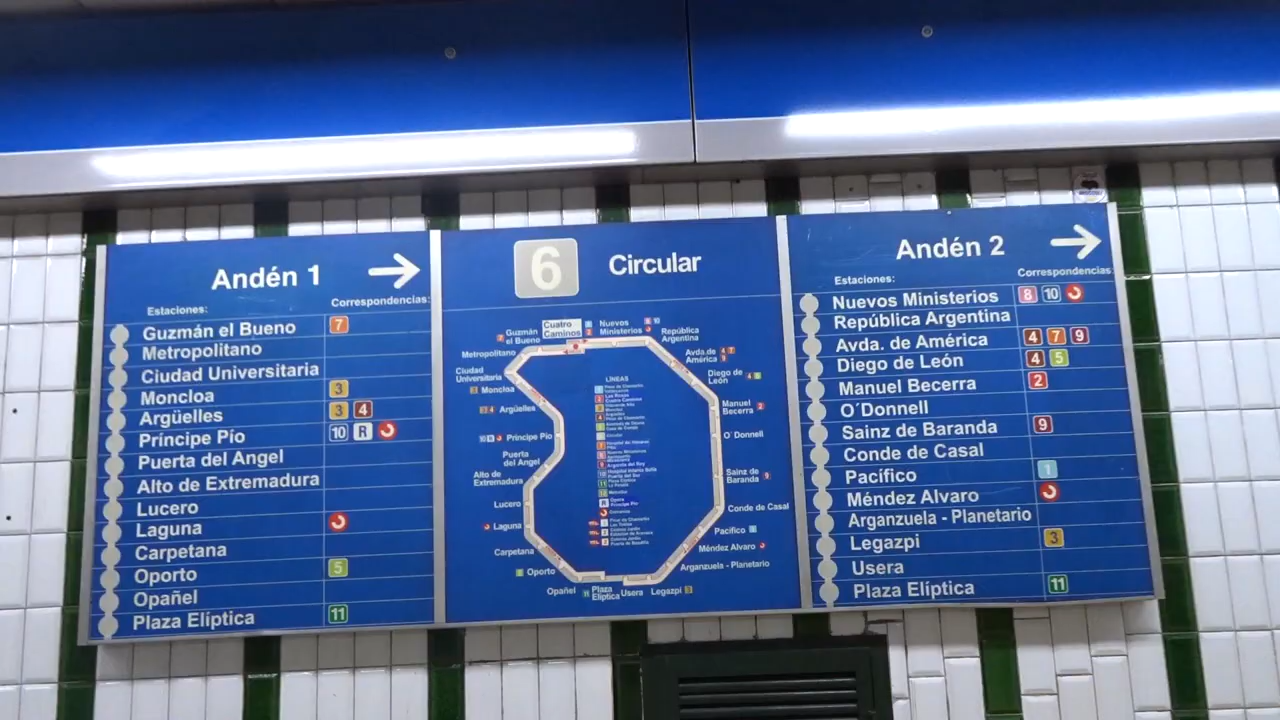 Andén 1
Estaciones:
Correspondencias:
Guzmán el Bueno 7
Metropolitano
Ciudad Universitaria
Moncloa 3
Argüelles 3 4
Príncipe Pío 10 R
Puerta del Angel
Alto de Extremadura
Lucero
Laguna
Carpetana
Oporto 5
Opañel
Plaza Elíptica 11
6 Circular
Guzmán
el Bueno
Cuatro
Caminos
Nuevos
Ministerios
República
Argentina
Metropolitano
Avda. de
América
Ciudad
Universitaria
Diego de
León
Moncloa
Argüelles
Manuel
Becerra
Príncipe Pío
O´Donnell
Puerta
del Angel
Alto de
Extremadura
Sainz de
Baranda
Lucero
Conde de Casal
Laguna
Pacífico
Carpetana
Méndez Alvaro
Oporto
Arganzuela - Planetario
Opañel
Plaza
Elíptica
Usera
Legazpi
LÍNEAS
Andén 2
Estaciones:
Correspondencias:
Nuevos Ministerios 8 10
República Argentina
Avda. de América 4 7 9
Diego de León 4 5
Manuel Becerra 2
O´Donnell
Sainz de Baranda 9
Conde de Casal
Pacífico 1
Méndez Alvaro
Arganzuela - Planetario
Legazpi 3
Usera
Plaza Elíptica 11